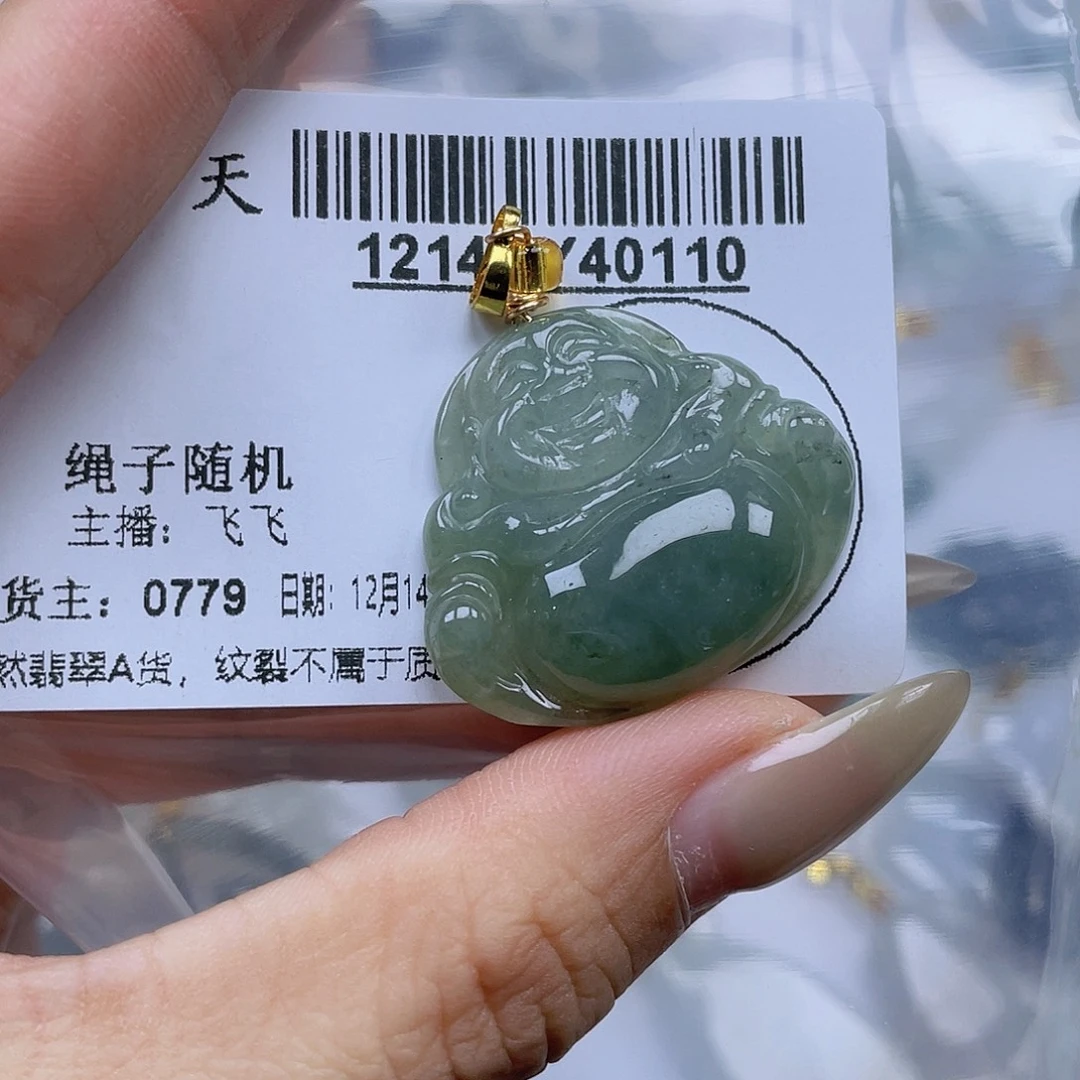 天
1214 Y40110
绳子随机
主播：飞飞
货主：0779 日期：12月14
然翡翠A货，纹裂不属于质